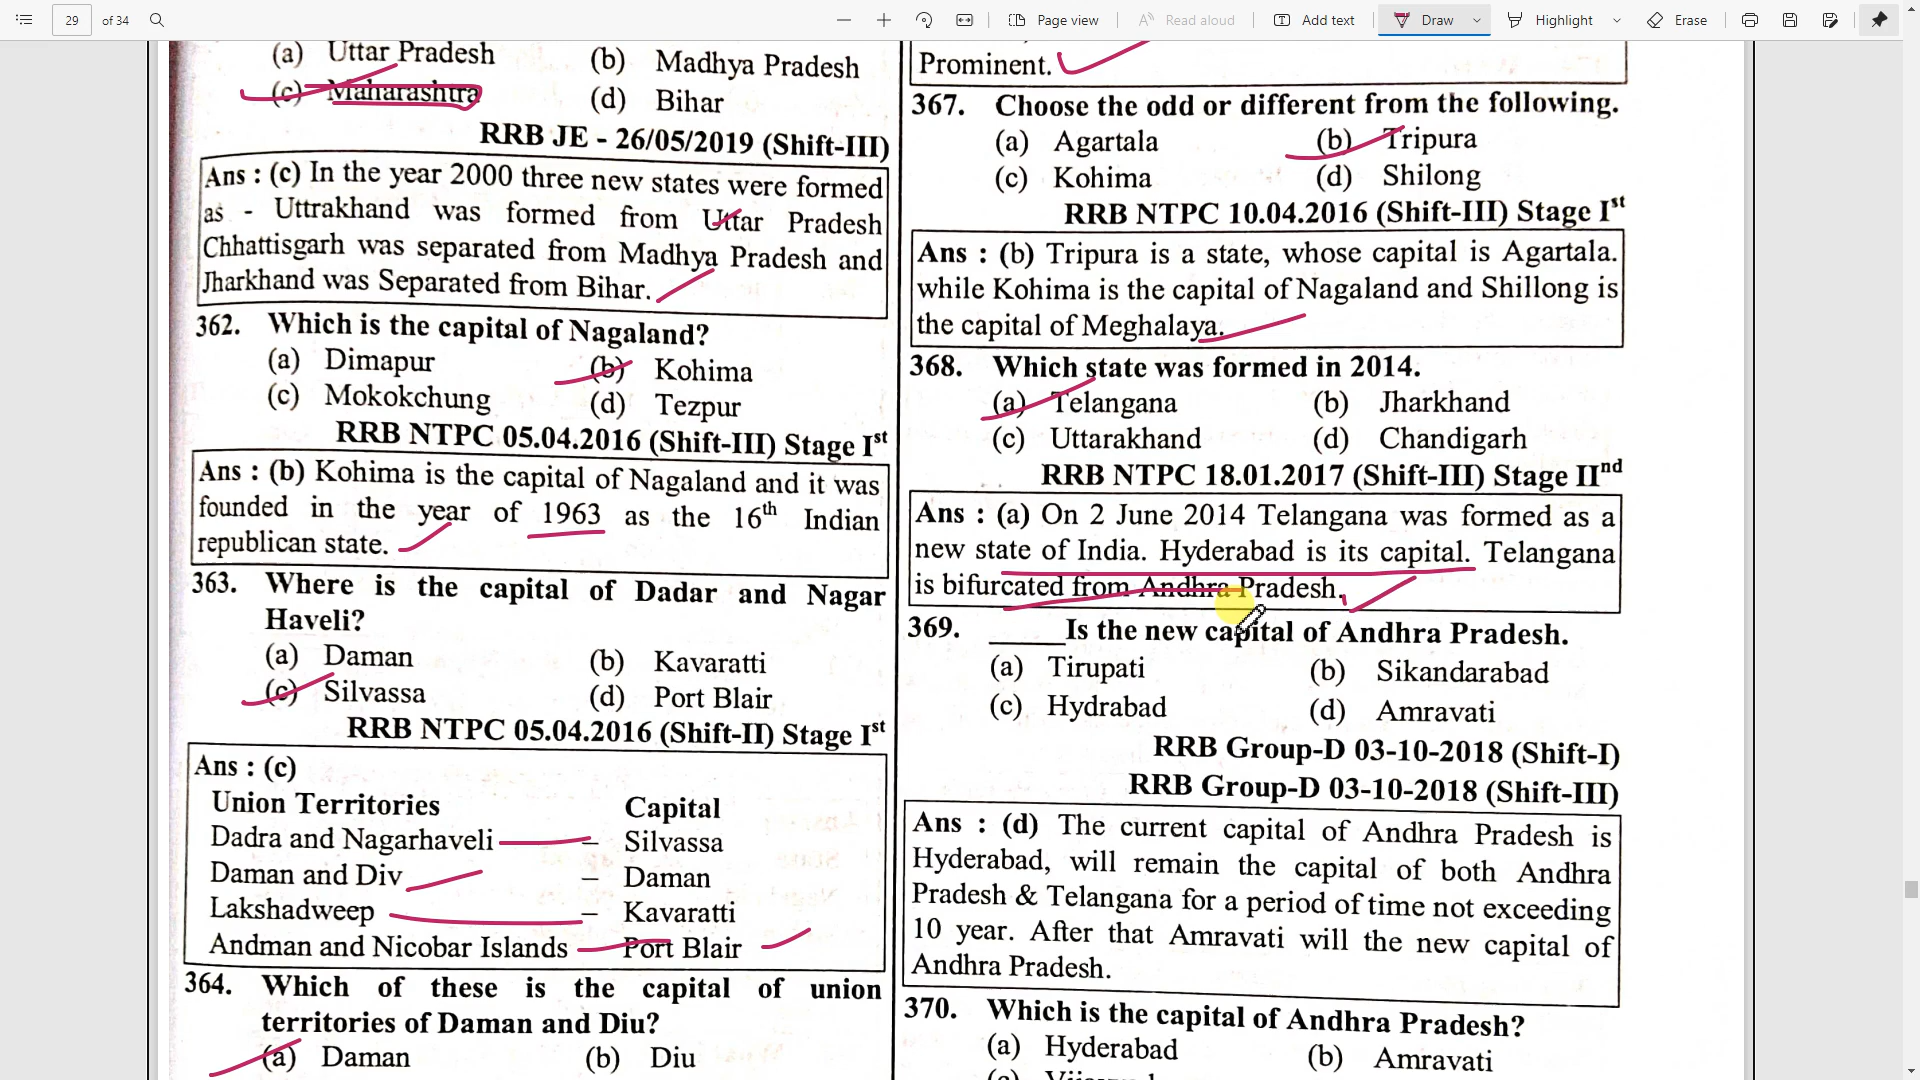 29 of 34
Page view
Read aloud
Add text
Draw
Highlight
Erase
(a) Uttar Pradesh (b) Madhya Pradesh
(c) Maharashtra (d) Bihar
RRB JE - 26/05/2019 (Shift-III)
Ans : (c) In the year 2000 three new states were formed
as - Uttrakhand was formed from Uttar Pradesh
Chhattisgarh was separated from Madhya Pradesh and
Jharkhand was Separated from Bihar.
362. Which is the capital of Nagaland?
(a) Dimapur (b) Kohima
(c) Mokokchung (d) Tezpur
RRB NTPC 05.04.2016 (Shift-III) Stage Ist
Ans : (b) Kohima is the capital of Nagaland and it was
founded in the year of 1963 as the 16th Indian
republican state.
363. Where is the capital of Dadar and Nagar
Haveli?
(a) Daman (b) Kavaratti
(c) Silvassa (d) Port Blair
RRB NTPC 05.04.2016 (Shift-II) Stage Ist
Ans : (c)
Union Territories Capital
Dadra and Nagarhaveli – Silvassa
Daman and Div – Daman
Lakshadweep – Kavaratti
Andman and Nicobar Islands Port Blair
364. Which of these is the capital of union
territories of Daman and Diu?
(a) Daman (b) Diu
Prominent.
367. Choose the odd or different from the following.
(a) Agartala (b) Tripura
(c) Kohima (d) Shilong
RRB NTPC 10.04.2016 (Shift-III) Stage Ist
Ans : (b) Tripura is a state, whose capital is Agartala.
while Kohima is the capital of Nagaland and Shillong is
the capital of Meghalaya.
368. Which state was formed in 2014.
(a) Telangana (b) Jharkhand
(c) Uttarakhand (d) Chandigarh
RRB NTPC 18.01.2017 (Shift-III) Stage IInd
Ans : (a) On 2 June 2014 Telangana was formed as a
new state of India. Hyderabad is its capital. Telangana
is bifurcated from Andhra Pradesh.
369. _____Is the new capital of Andhra Pradesh.
(a) Tirupati (b) Sikandarabad
(c) Hydrabad (d) Amravati
RRB Group-D 03-10-2018 (Shift-I)
RRB Group-D 03-10-2018 (Shift-III)
Ans : (d) The current capital of Andhra Pradesh is
Hyderabad, will remain the capital of both Andhra
Pradesh & Telangana for a period of time not exceeding
10 year. After that Amravati will the new capital of
Andhra Pradesh.
370. Which is the capital of Andhra Pradesh?
(a) Hyderabad (b) Amravati